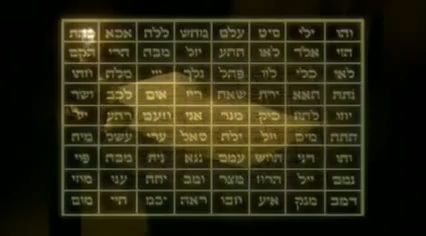 והו ילי סיט עלם מהש ללה אכא כהת
הזי אלד לאו ההע יזל מבה הרי הקם
לאו כלי לוו פהל נלך ייי מלה חהו
נתה האא ירת שאה ריי אום לכב ושר
יחו להח כוק מנד אני חעם רהע ייז
ההה מיכ וול ילה סאל ערי עשל מיה
והו דני החש עמם ננא נית מבה פוי
נמם ייל הרח מצר ומב יהה ענו מחי
דמב מנק איע חבו ראה יבמ היי מום